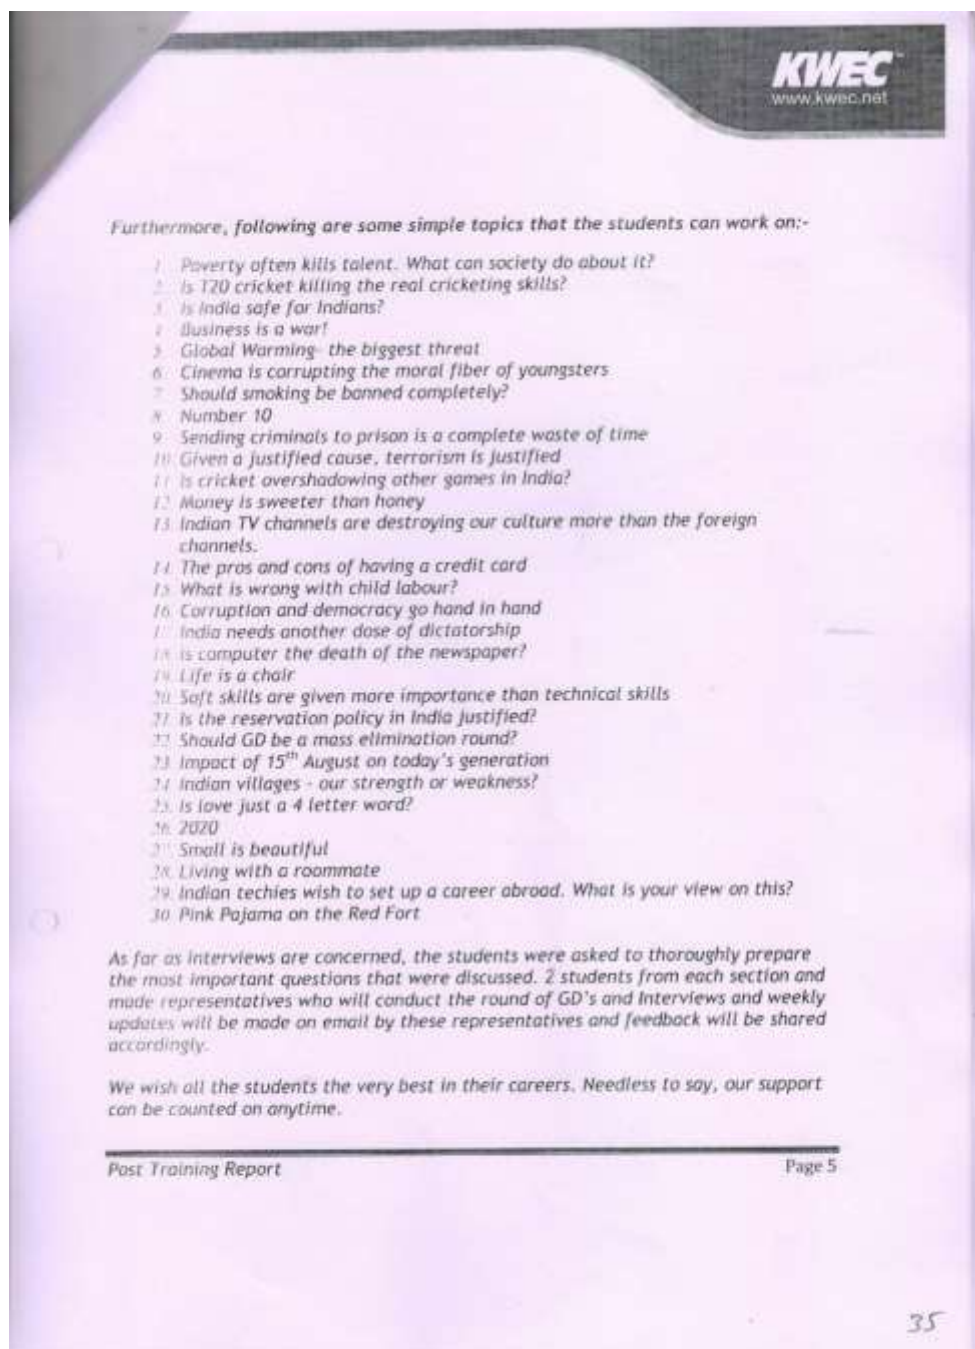 KWEC™
www.kwec.net
Furthermore, following are some simple topics that the students can work on:-
1 Poverty often kills talent. What can society do about it?
2 Is T20 cricket killing the real cricketing skills?
3 Is India safe for Indians?
4 Business is a war!
5 Global Warming- the biggest threat
6 Cinema is corrupting the moral fiber of youngsters
7 Should smoking be banned completely?
8 Number 10
9 Sending criminals to prison is a complete waste of time
10 Given a justified cause, terrorism is justified
11 Is cricket overshadowing other games in India?
12 Money is sweeter than honey
13 Indian TV channels are destroying our culture more than the foreign
channels.
14 The pros and cons of having a credit card
15 What is wrong with child labour?
16 Corruption and democracy go hand in hand
17 India needs another dose of dictatorship
18 Is computer the death of the newspaper?
19 Life is a chair
20 Soft skills are given more importance than technical skills
21 Is the reservation policy in India justified?
22 Should GD be a mass elimination round?
23 Impact of 15th August on today's generation
24 Indian villages - our strength or weakness?
25. Is love just a 4 letter word?
26. 2020
27 Small is beautiful
28. Living with a roommate
29. Indian techies wish to set up a career abroad. What is your view on this?
30 Pink Pajama on the Red Fort
As far as interviews are concerned, the students were asked to thoroughly prepare
the most important questions that were discussed. 2 students from each section and
made representatives who will conduct the round of GD's and Interviews and weekly
updates will be made on email by these representatives and feedback will be shared
accordingly.
We wish all the students the very best in their careers. Needless to say, our support
can be counted on anytime.
Post Training Report
Page 5
35